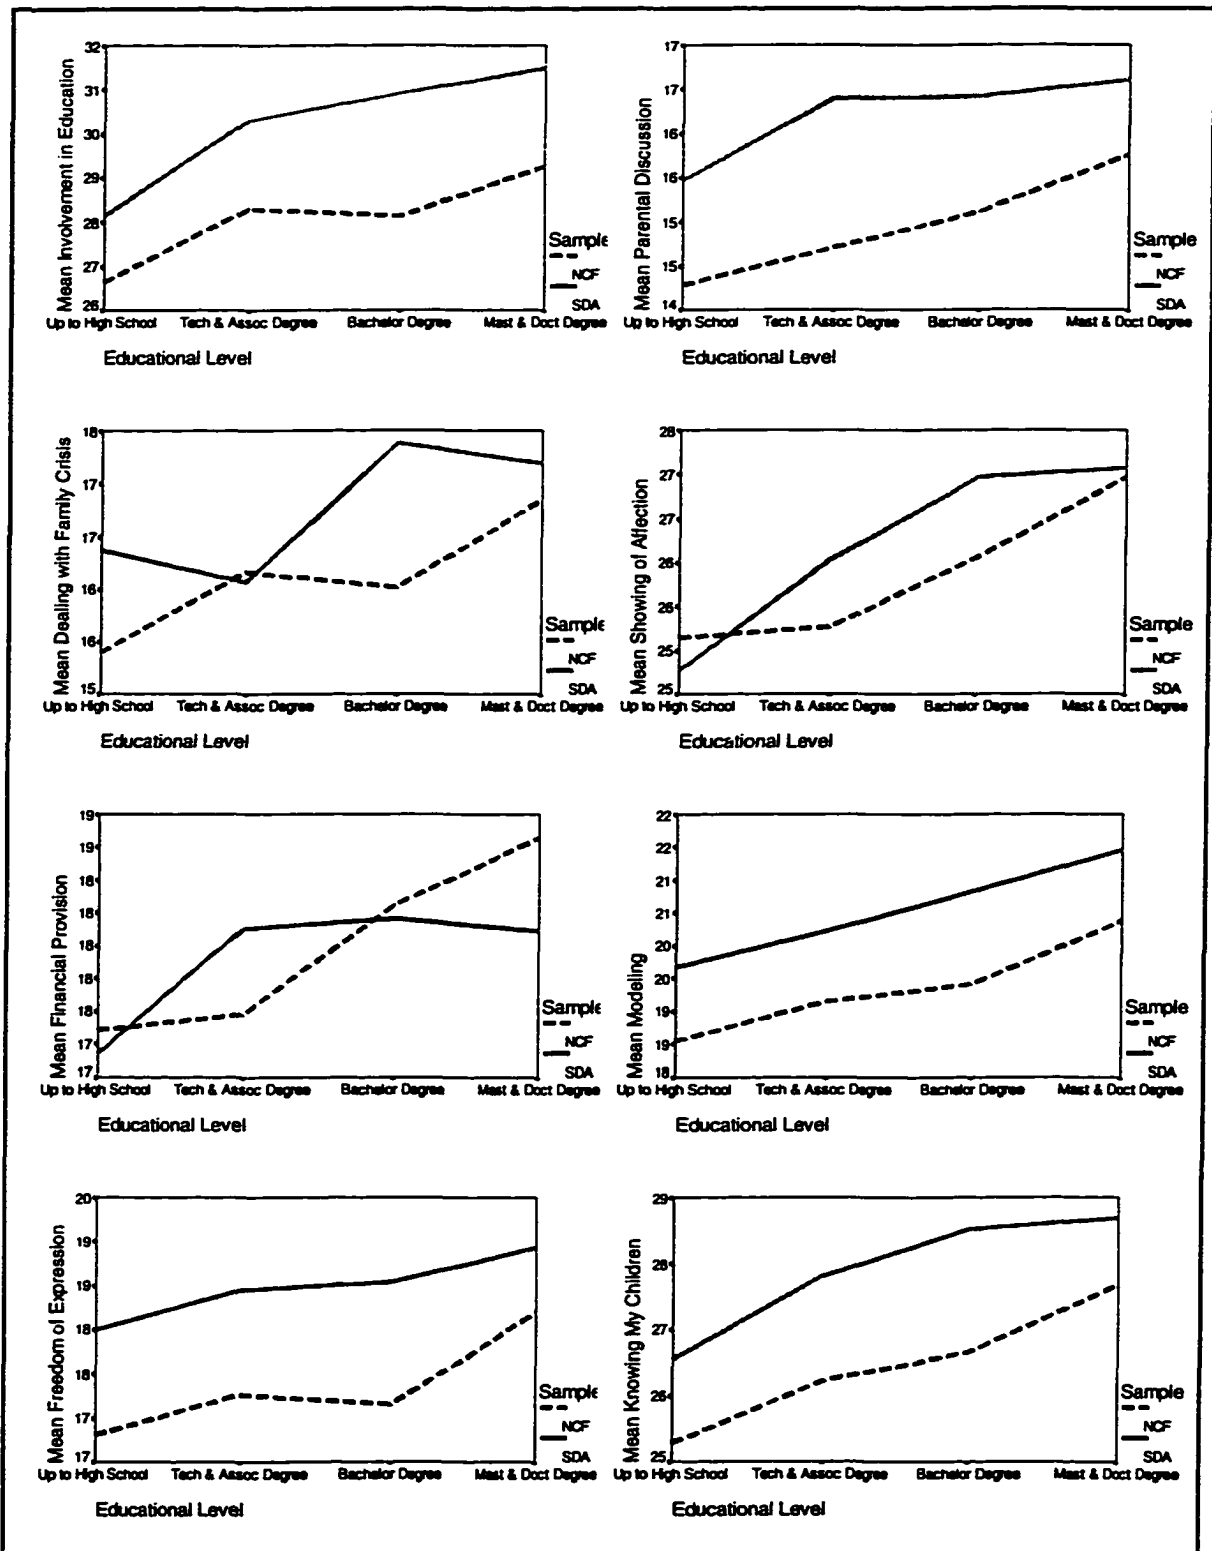 Mean Involvement in Education
32
31
30
29
28
27
26
Up to High School Tech & Assoc Degree Bachelor Degree Mast & Doct Degree
Educational Level
Sample
NCF
SDA
Mean Parental Discussion
17
17
16
16
15
15
14
Up to High School Tech & Assoc Degree Bachelor Degree Mast & Doct Degree
Educational Level
Sample
NCF
SDA
Mean Dealing with Family Crisis
18
17
17
16
16
15
Up to High School Tech & Assoc Degree Bachelor Degree Mast & Doct Degree
Educational Level
Sample
NCF
SDA
Mean Showing of Affection
28
27
27
26
26
25
25
Up to High School Tech & Assoc Degree Bachelor Degree Mast & Doct Degree
Educational Level
Sample
NCF
SDA
Mean Financial Provision
19
19
18
18
18
18
18
17
17
Up to High School Tech & Assoc Degree Bachelor Degree Mast & Doct Degree
Educational Level
Sample
NCF
SDA
Mean Modeling
22
22
21
21
20
20
19
19
18
Up to High School Tech & Assoc Degree Bachelor Degree Mast & Doct Degree
Educational Level
Sample
NCF
SDA
Mean Freedom of Expression
20
19
19
18
18
17
17
Up to High School Tech & Assoc Degree Bachelor Degree Mast & Doct Degree
Educational Level
Sample
NCF
SDA
Mean Knowing My Children
29
28
27
26
25
Up to High School Tech & Assoc Degree Bachelor Degree Mast & Doct Degree
Educational Level
Sample
NCF
SDA